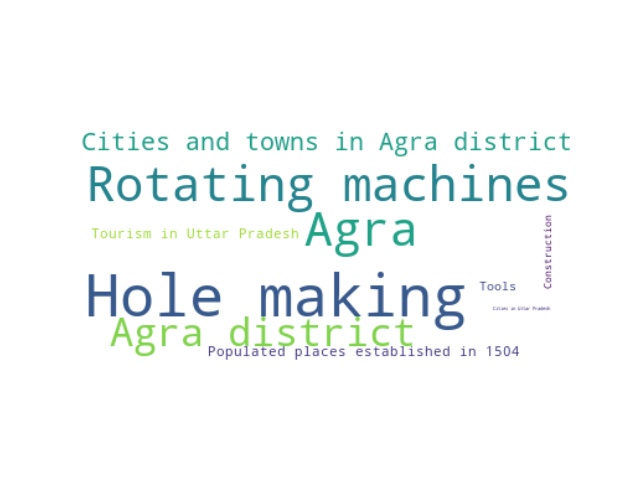 Cities and towns in Agra district
Rotating machines
Tourism in Uttar Pradesh
Agra
Construction
Hole making
Tools
Cities in Uttar Pradesh
Agra district
Populated places established in 1504